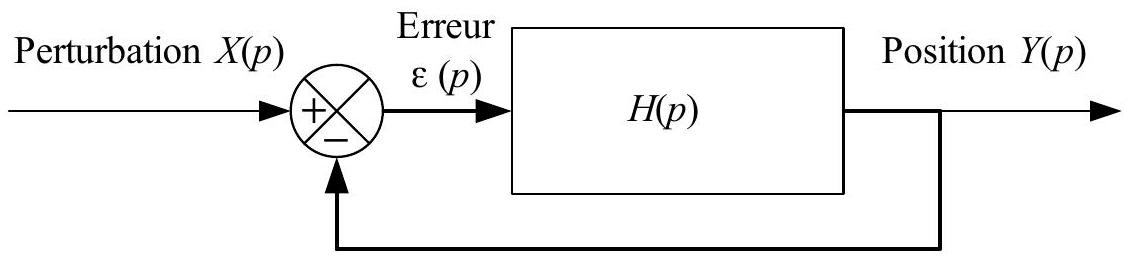 Perturbation X(p)
Erreur
ε (p)
+
−
H(p)
Position Y(p)